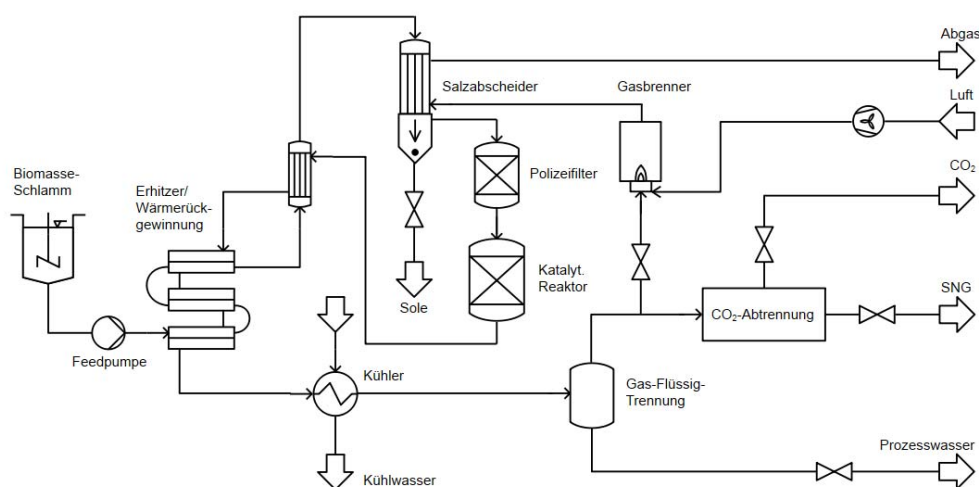 Abgas
Salzabscheider
Gasbrenner
Luft
CO₂
Biomasse-
Schlamm
Erhitzer/
Wärmerück-
gewinnung
Polizeifilter
Katalyt.
Reaktor
SNG
Sole
CO₂-Abtrennung
Feedpumpe
Kühler
Gas-Flüssig-
Trennung
Prozesswasser
Kühlwasser